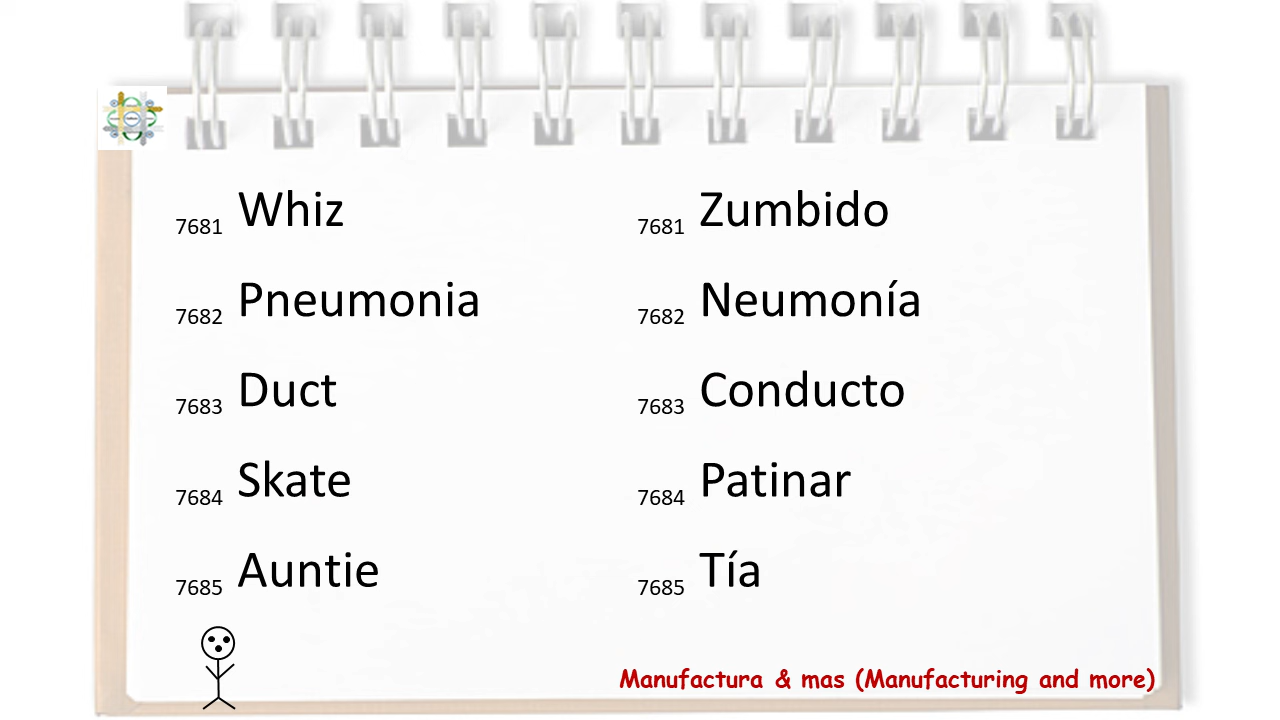 7681 Whiz 7681 Zumbido
7682 Pneumonia 7682 Neumonía
7683 Duct 7683 Conducto
7684 Skate 7684 Patinar
7685 Auntie 7685 Tía
Manufactura & mas (Manufacturing and more)